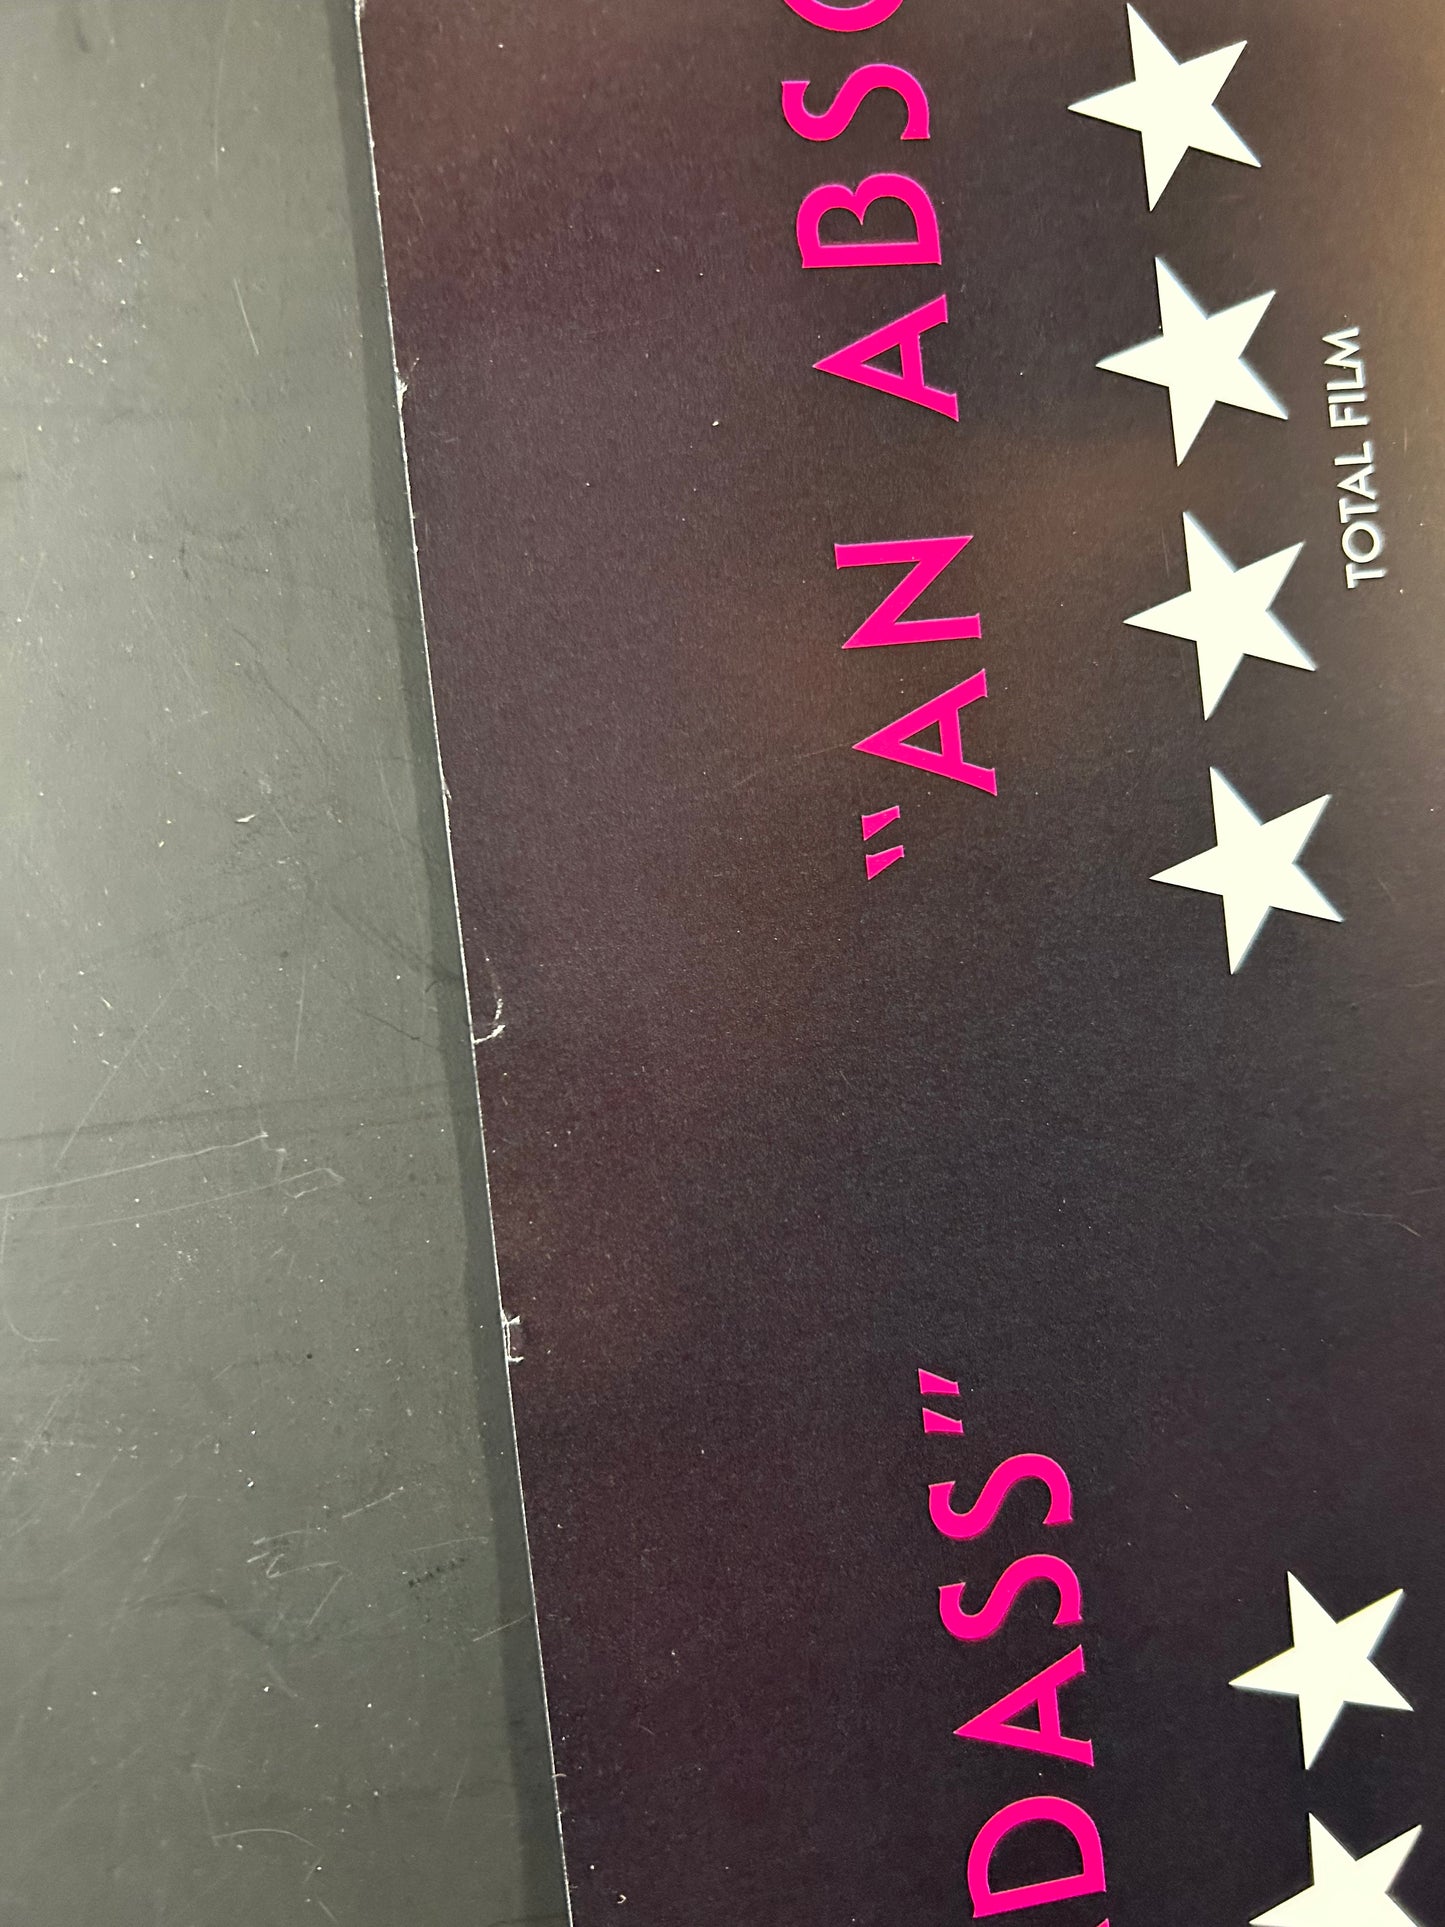 DASS"
"AN ABSO
TOTAL FILM